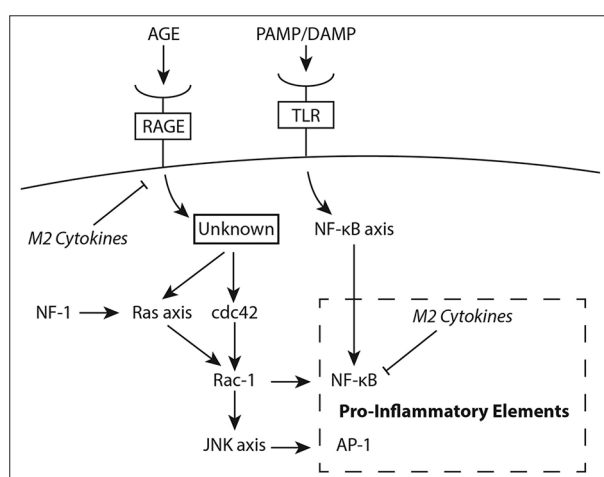 AGE
PAMP/DAMP
RAGE
TLR
M2 Cytokines
Unknown
NF-κB axis
NF-1
Ras axis
cdc42
M2 Cytokines
Rac-1
NF-κB
Pro-Inflammatory Elements
JNK axis
AP-1